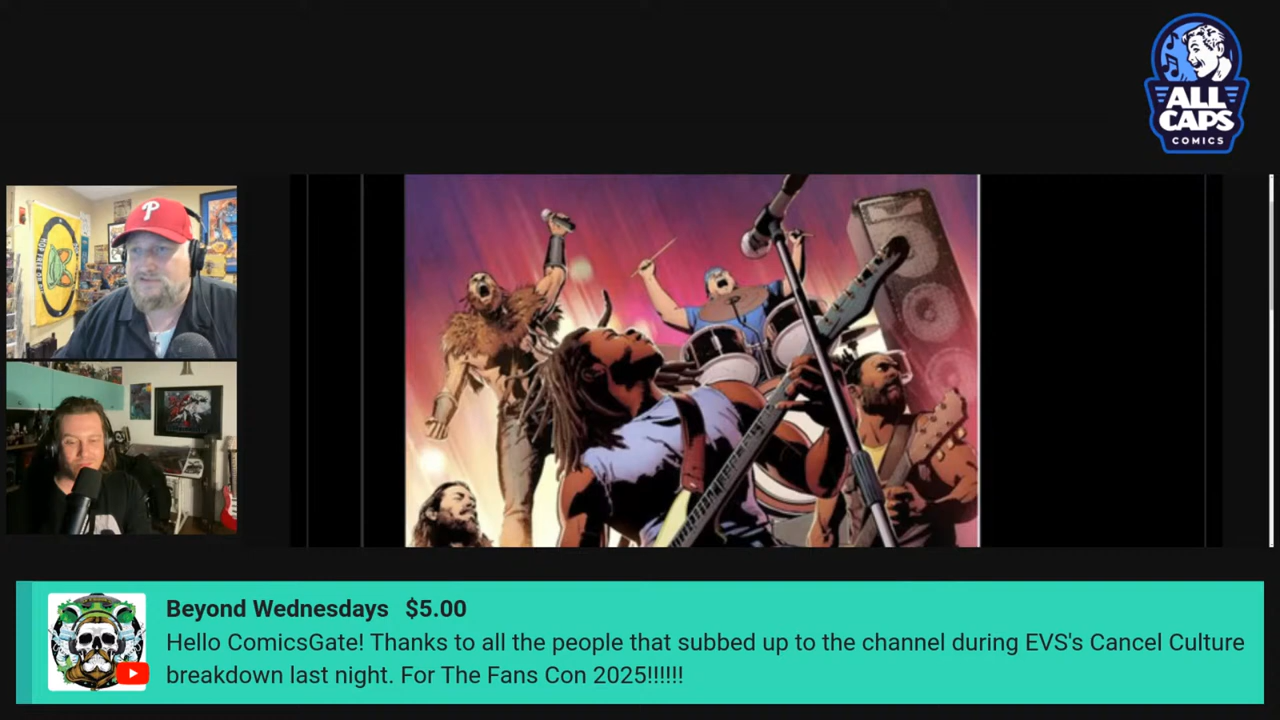 ALL
CAPS
COMICS
P
Beyond Wednesdays $5.00
Hello ComicsGate! Thanks to all the people that subbed up to the channel during EVS's Cancel Culture
breakdown last night. For The Fans Con 2025!!!!!!